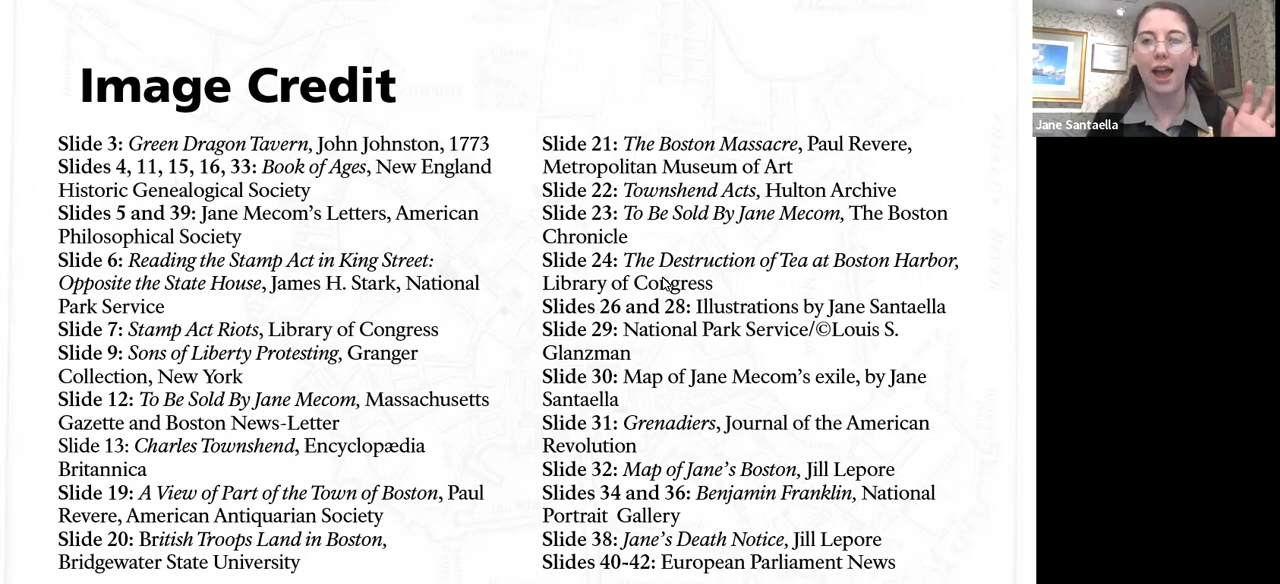 Image Credit
Slide 3: Green Dragon Tavern, John Johnston, 1773
Slides 4, 11, 15, 16, 33: Book of Ages, New England
Historic Genealogical Society
Slides 5 and 39: Jane Mecom's Letters, American
Philosophical Society
Slide 6: Reading the Stamp Act in King Street:
Opposite the State House, James H. Stark, National
Park Service
Slide 7: Stamp Act Riots, Library of Congress
Slide 9: Sons of Liberty Protesting, Granger
Collection, New York
Slide 12: To Be Sold By Jane Mecom, Massachusetts
Gazette and Boston News-Letter
Slide 13: Charles Townshend, Encyclopædia
Britannica
Slide 19: A View of Part of the Town of Boston, Paul
Revere, American Antiquarian Society
Slide 20: British Troops Land in Boston,
Bridgewater State University
Slide 21: The Boston Massacre, Paul Revere,
Metropolitan Museum of Art
Slide 22: Townshend Acts, Hulton Archive
Slide 23: To Be Sold By Jane Mecom, The Boston
Chronicle
Slide 24: The Destruction of Tea at Boston Harbor,
Library of Congress
Slides 26 and 28: Illustrations by Jane Santaella
Slide 29: National Park Service/©Louis S.
Glanzman
Slide 30: Map of Jane Mecom's exile, by Jane
Santaella
Slide 31: Grenadiers, Journal of the American
Revolution
Slide 32: Map of Jane's Boston, Jill Lepore
Slides 34 and 36: Benjamin Franklin, National
Portrait Gallery
Slide 38: Jane's Death Notice, Jill Lepore
Slides 40-42: European Parliament News
Jane Santaella